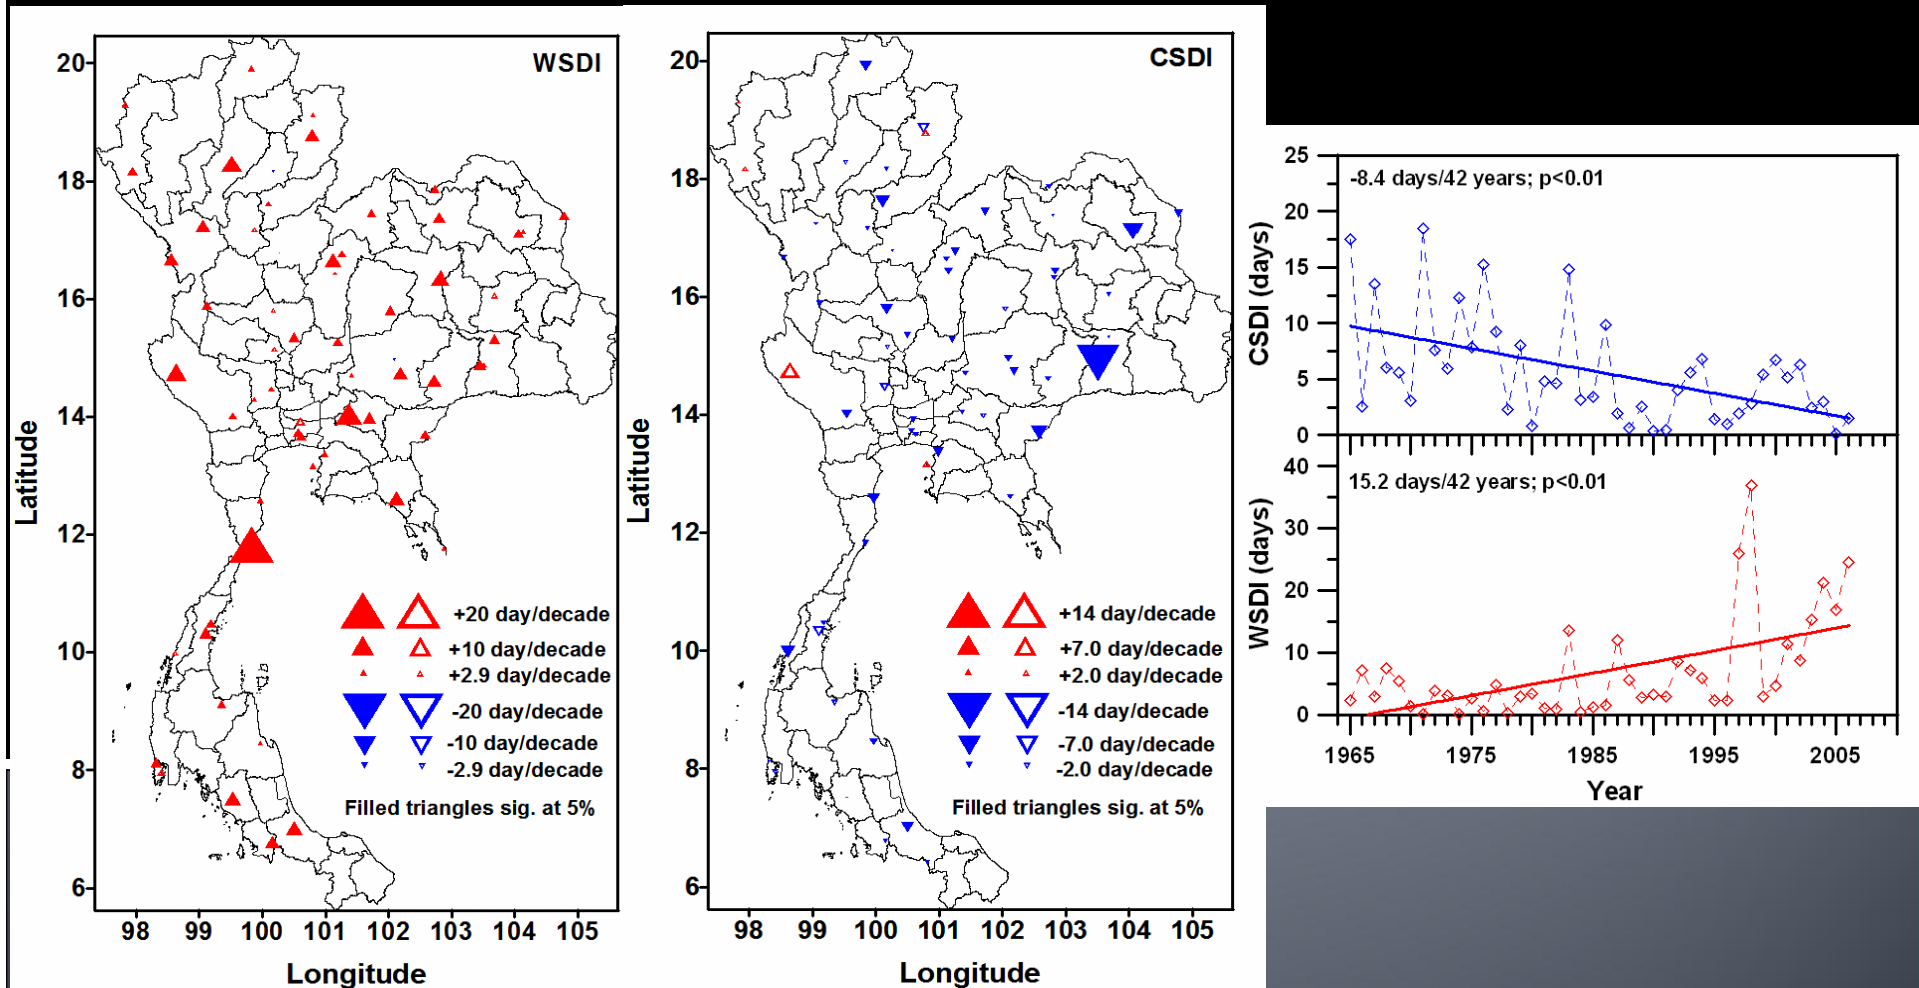 WSDI
20
18
16
14
12
10
8
6
Latitude
98 99 100 101 102 103 104 105
Longitude
+20 day/decade
+10 day/decade
+2.9 day/decade
-20 day/decade
-10 day/decade
-2.9 day/decade
Filled triangles sig. at 5%
CSDI
20
18
16
14
12
10
8
6
Latitude
98 99 100 101 102 103 104 105
Longitude
+14 day/decade
+7.0 day/decade
+2.0 day/decade
-14 day/decade
-7.0 day/decade
-2.0 day/decade
Filled triangles sig. at 5%
25
20
15
10
5
0
CSDI (days)
-8.4 days/42 years; p<0.01
40
30
20
10
0
WSDI (days)
15.2 days/42 years; p<0.01
1965 1975 1985 1995 2005
Year